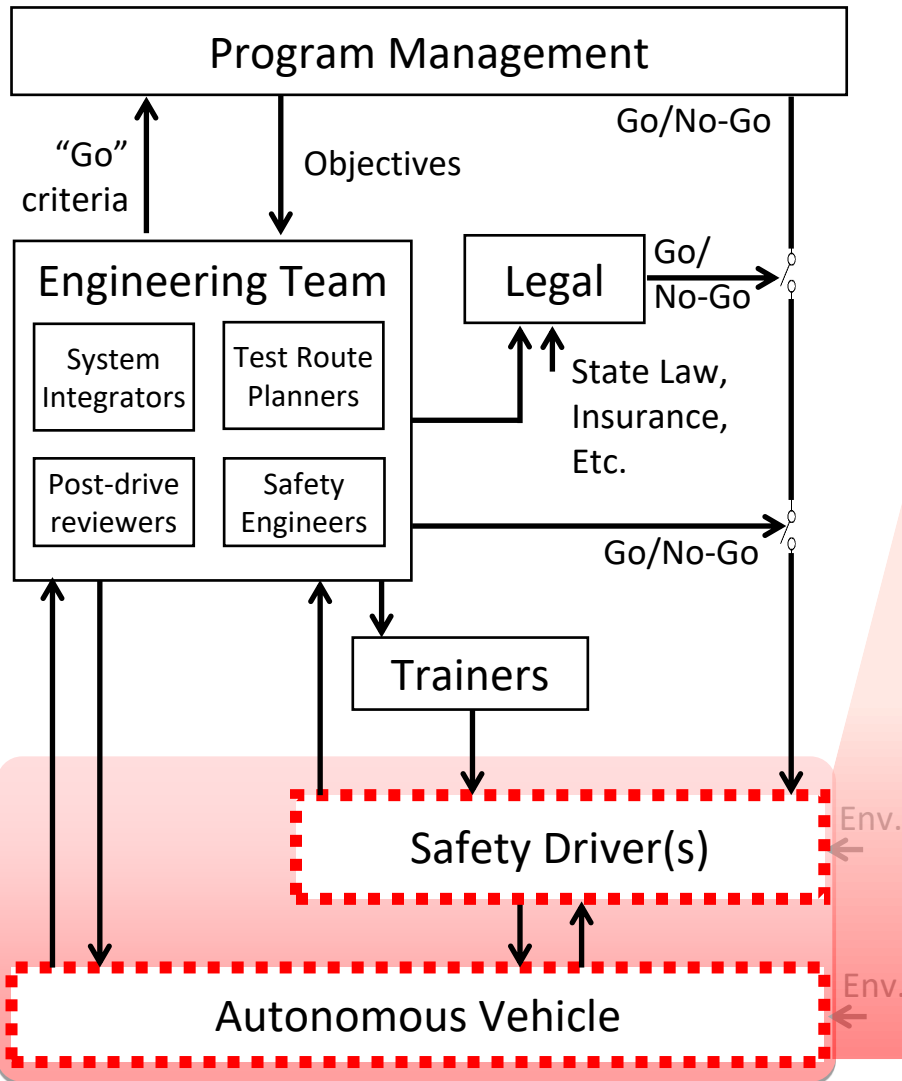 Program Management
Go/No-Go
“Go”
criteria
Objectives
Engineering Team
System
Integrators
Test Route
Planners
Post-drive
reviewers
Safety
Engineers
Legal
Go/
No-Go
State Law,
Insurance,
Etc.
Go/No-Go
Trainers
Safety Driver(s)
Env.
Autonomous Vehicle
Env.